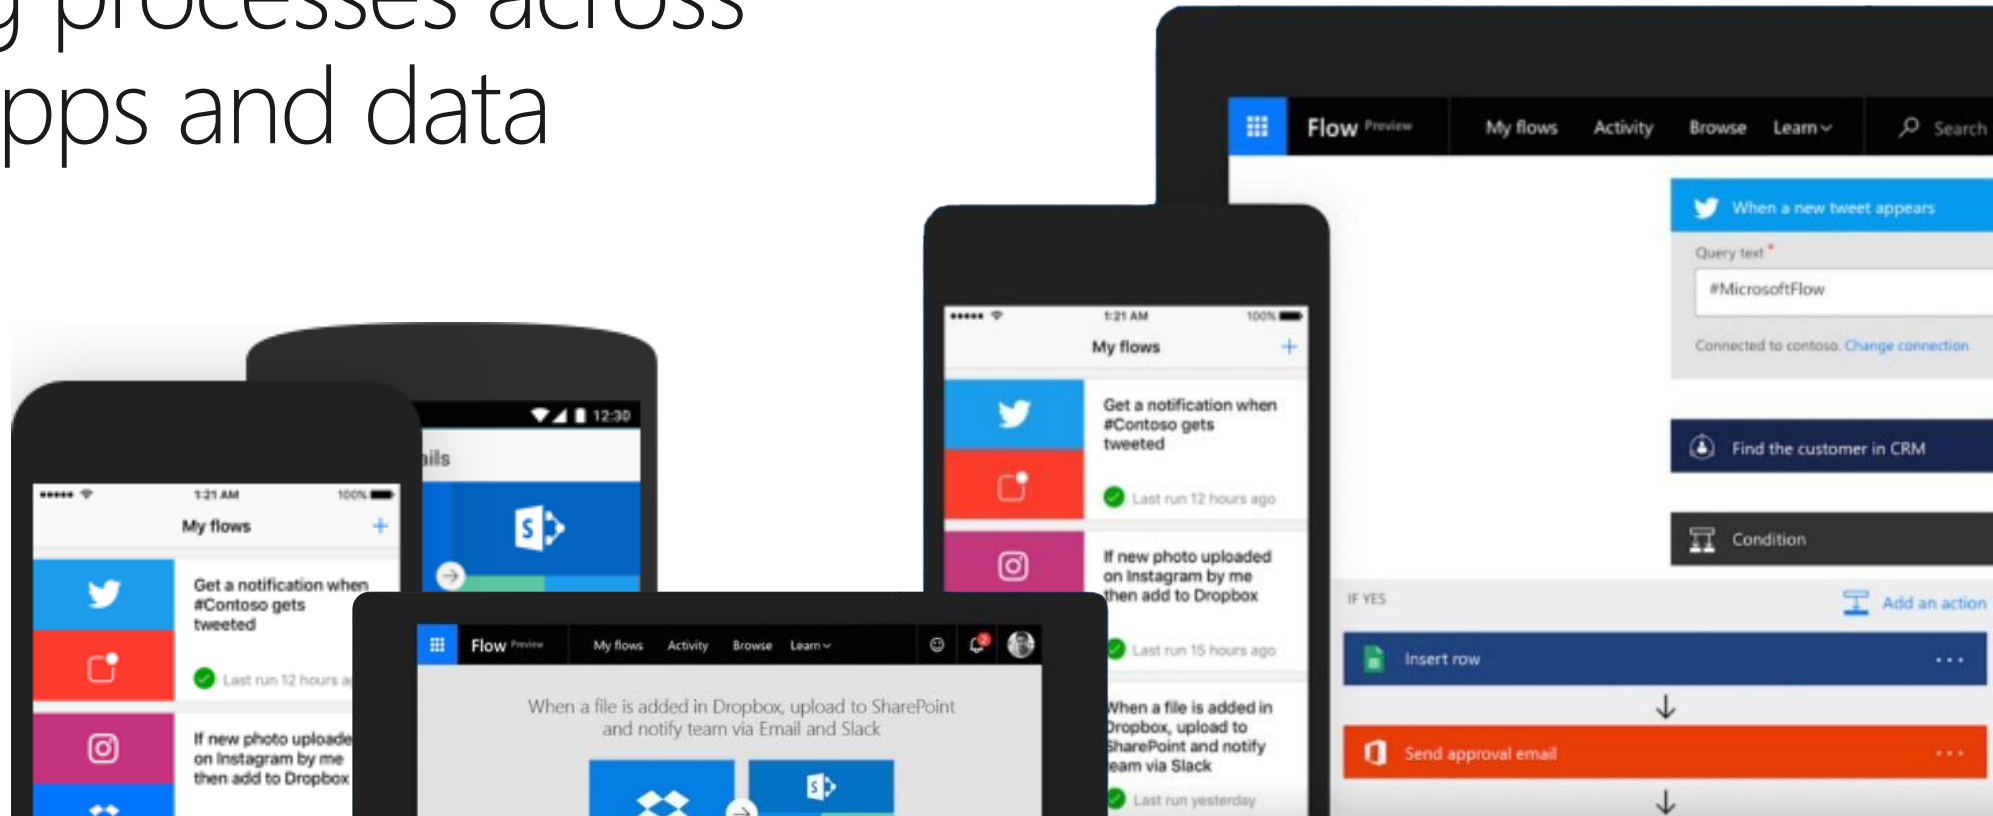 processes across
and data
Flow Preview
My flows
Activity
Browse
Learn
Search
When a new tweet appears
Query text *
#MicrosoftFlow
Connected to contoso. Change connection
Find the customer in CRM
Condition
IF YES
Add an action
Insert row
Send approval email
1:21 AM
100%
My flows
Get a notification when
#Contoso gets
tweeted
Last run 12 hours ago
If new photo uploaded
on Instagram by me
then add to Dropbox
Last run 15 hours ago
When a file is added in
Dropbox, upload to
SharePoint and notify
team via Slack
Last run yesterday
12:30
S
1:21 AM
100%
My flows
Get a notification when
#Contoso gets
tweeted
Last run 12 hours
If new photo
on Instagram by me
then add to Dropbox
Flow Preview
My flows
Activity
Browse
Learn
2
When a file is added in Dropbox, upload to SharePoint
and notify team via Email and Slack
S